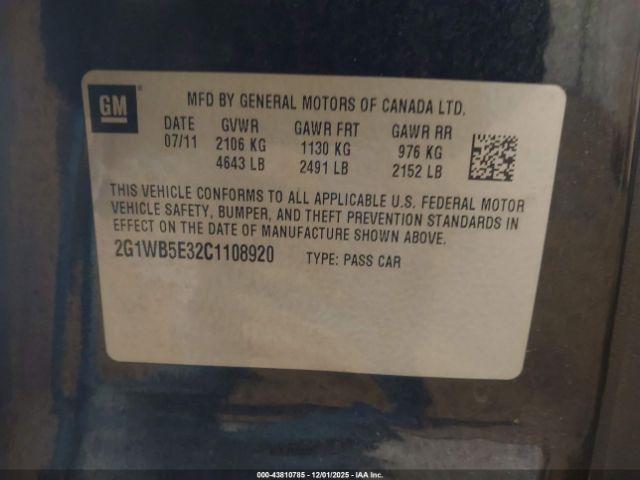 GM
MFD BY GENERAL MOTORS OF CANADA LTD.
DATE GVWR GAWR FRT GAWR RR
07/11 2106 KG 1130 KG 976 KG
4643 LB 2491 LB 2152 LB
THIS VEHICLE CONFORMS TO ALL APPLICABLE U.S. FEDERAL MOTOR
VEHICLE SAFETY, BUMPER, AND THEFT PREVENTION STANDARDS IN
EFFECT ON THE DATE OF MANUFACTURE SHOWN ABOVE.
2G1WB5E32C1108920 TYPE: PASS CAR
000-43810785 - 12/01/2025 - IAA Inc.